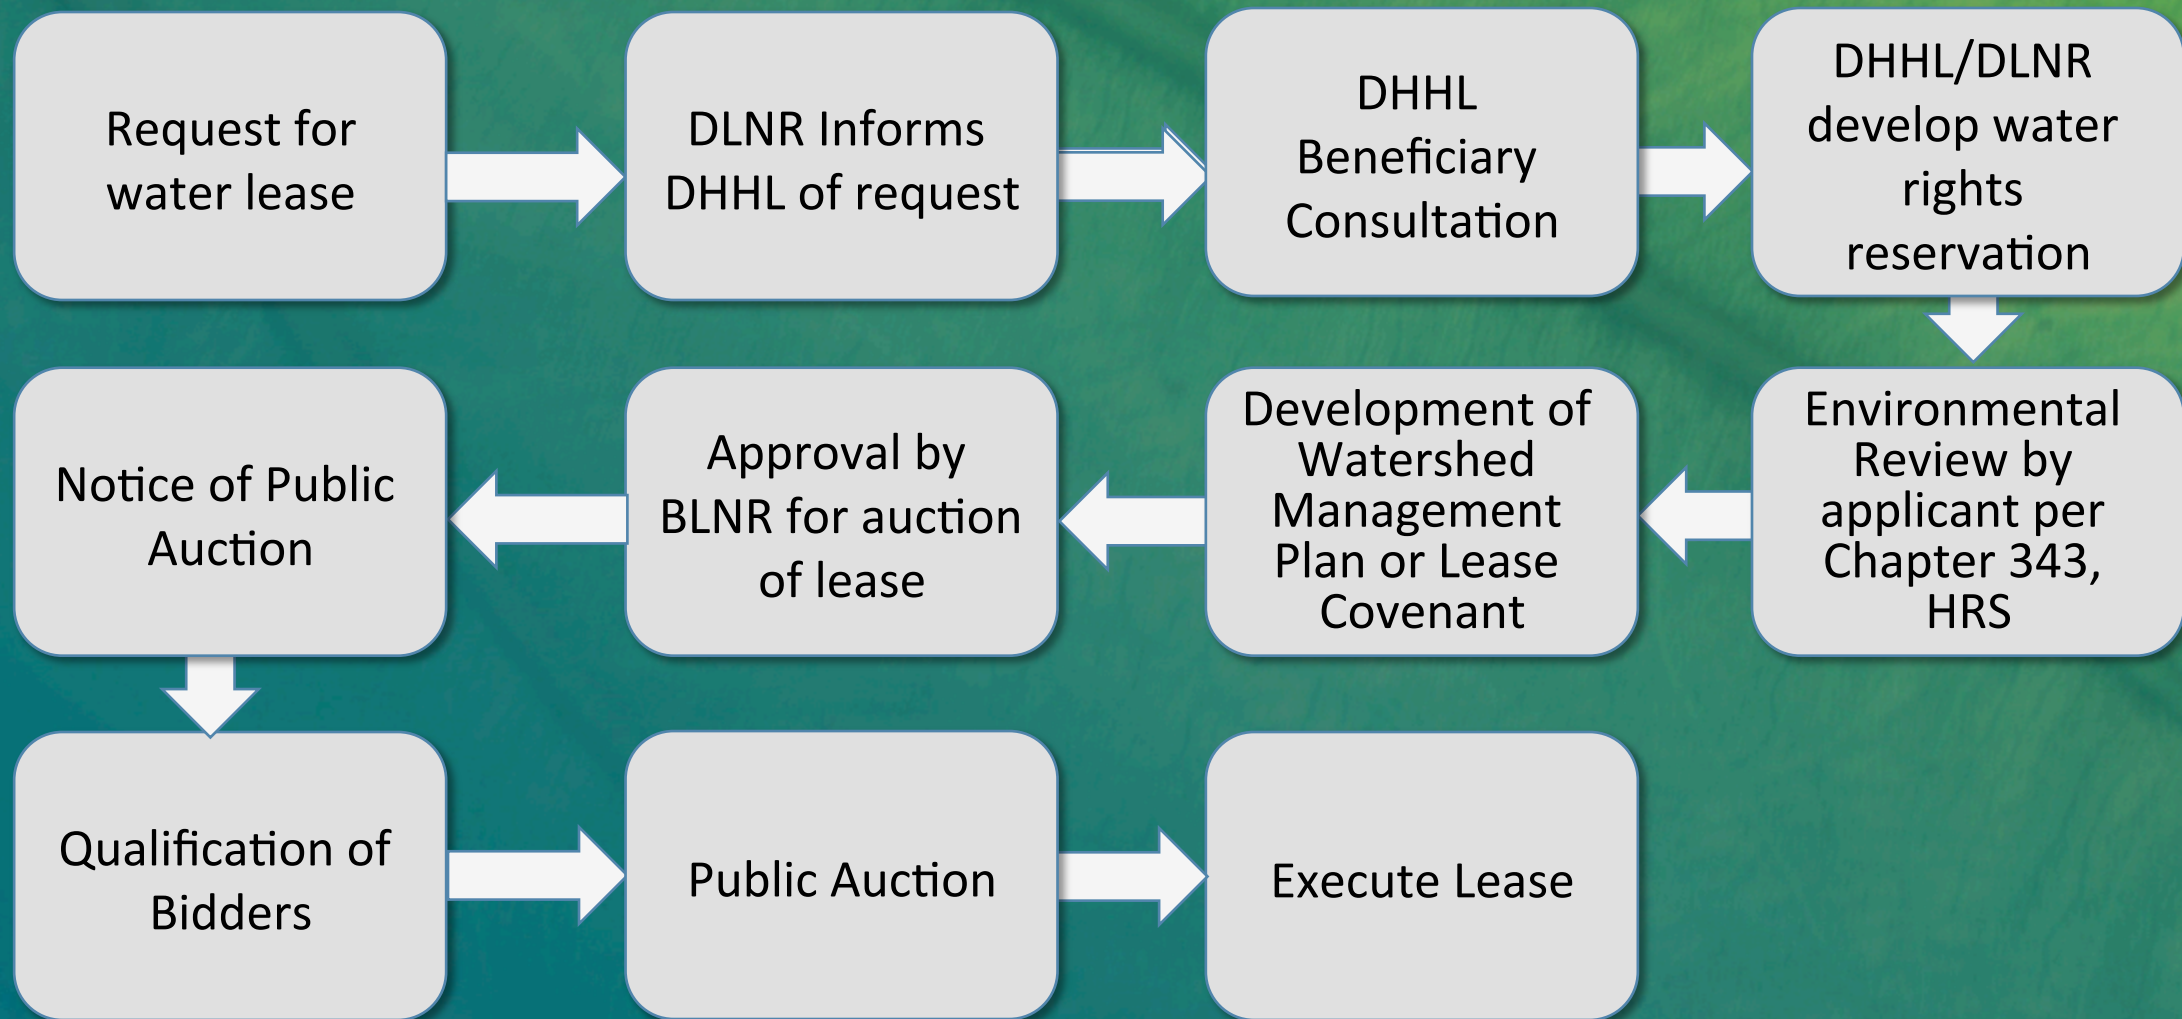 Request for
water lease
DLNR Informs
DHHL of request
DHHL
Beneficiary
Consultation
DHHL/DLNR
develop water
rights
reservation
Environmental
Review by
applicant per
Chapter 343,
HRS
Development of
Watershed
Management
Plan or Lease
Covenant
Approval by
BLNR for auction
of lease
Notice of Public
Auction
Qualification of
Bidders
Public Auction
Execute Lease